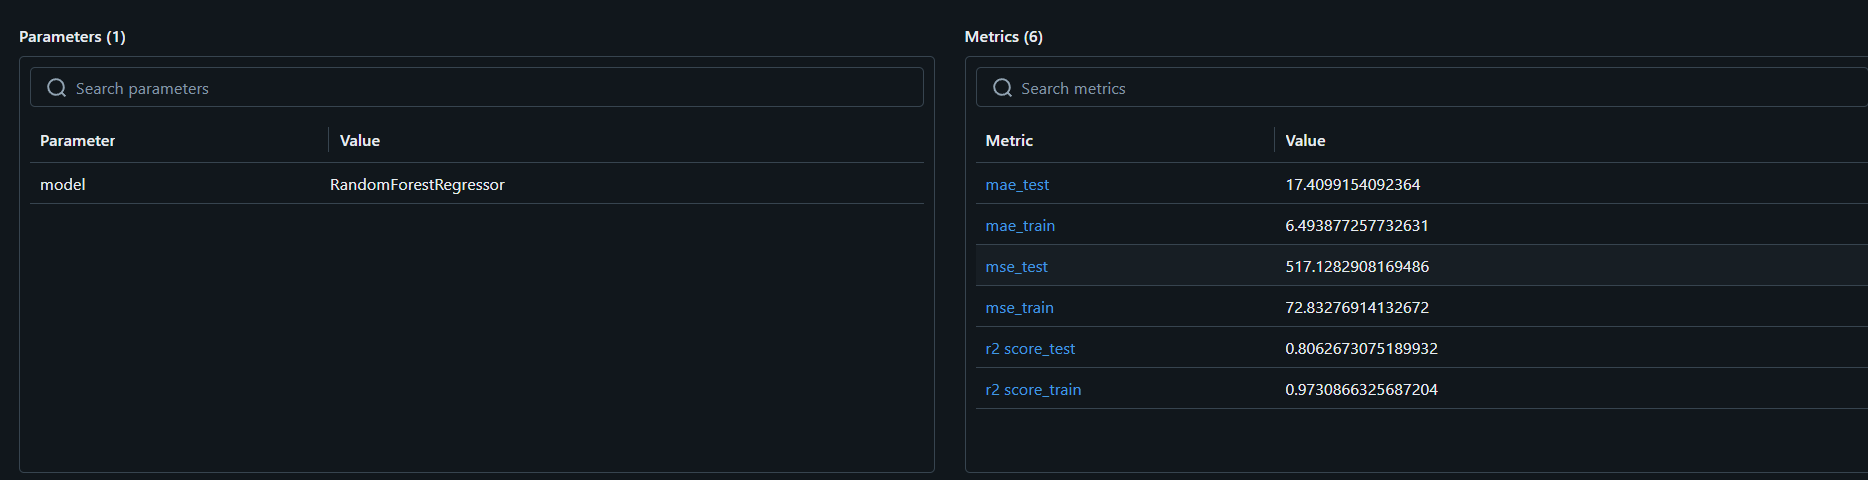 Parameters (1)
Search parameters
Parameter Value
model RandomForestRegressor
Metrics (6)
Search metrics
Metric Value
mae_test 17.4099154092364
mae_train 6.493877257732631
mse_test 517.1282908169486
mse_train 72.83276914132672
r2 score_test 0.8062673075189932
r2 score_train 0.9730866325687204